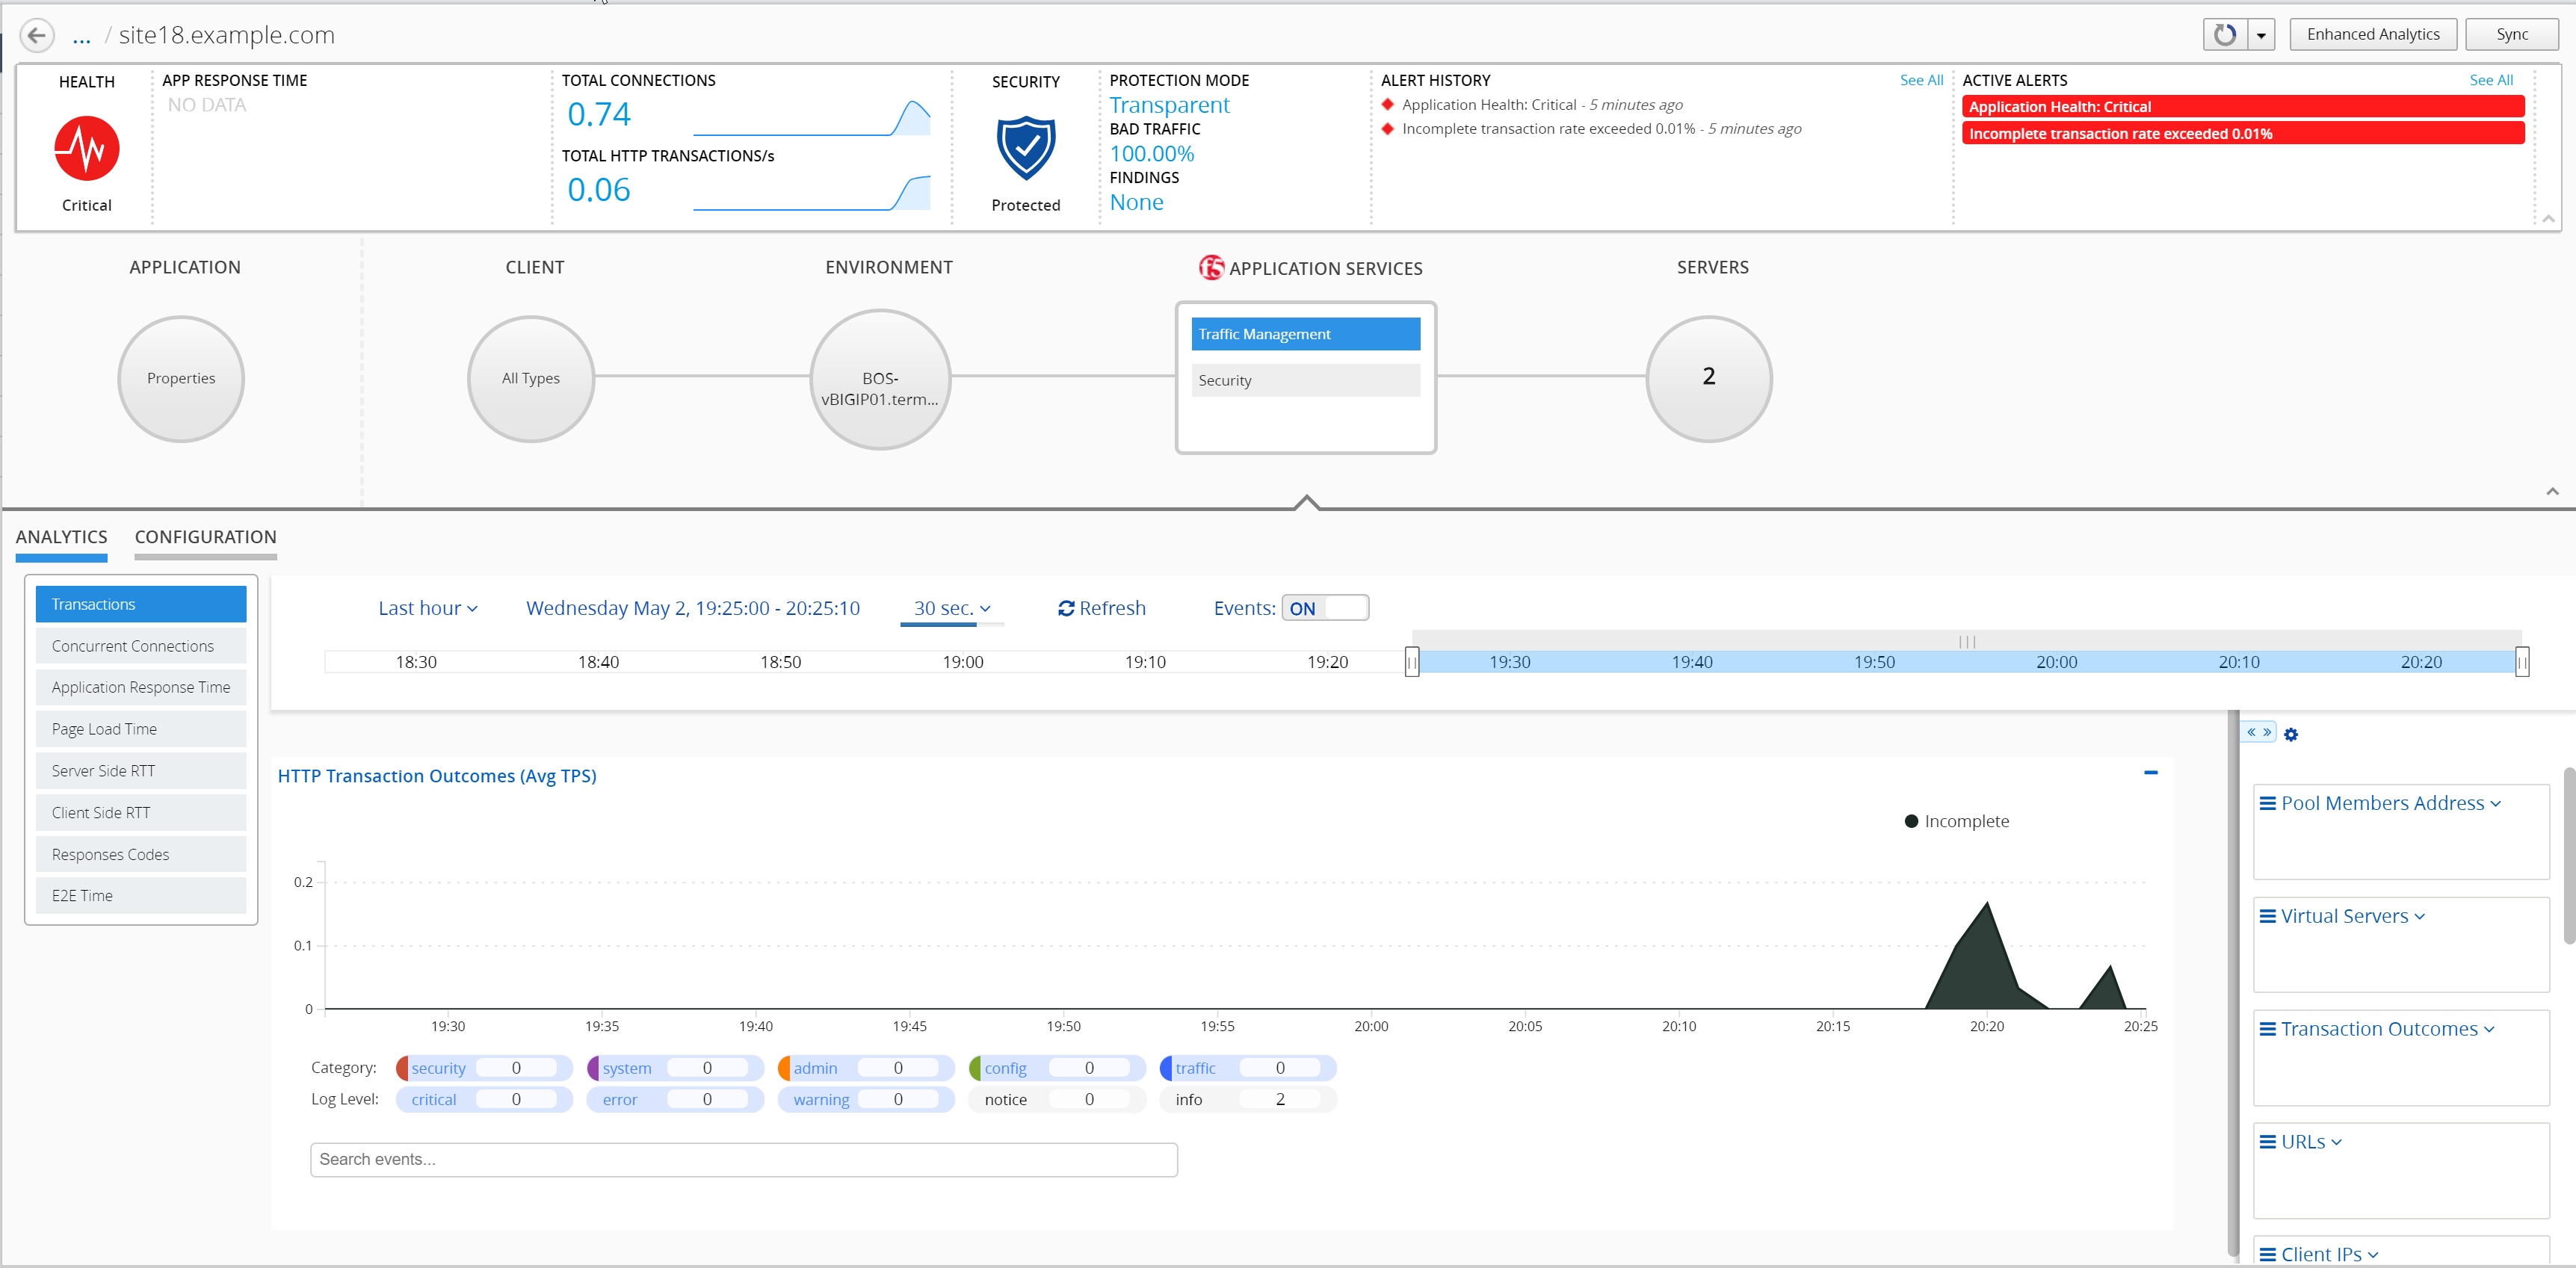 ... / site18.example.com
Enhanced Analytics
Sync
HEALTH
Critical
APP RESPONSE TIME
NO DATA
TOTAL CONNECTIONS
0.74
TOTAL HTTP TRANSACTIONS/s
0.06
SECURITY
Protected
PROTECTION MODE
Transparent
BAD TRAFFIC
100.00%
FINDINGS
None
ALERT HISTORY
See All
Application Health: Critical - 5 minutes ago
Incomplete transaction rate exceeded 0.01% - 5 minutes ago
ACTIVE ALERTS
See All
Application Health: Critical
Incomplete transaction rate exceeded 0.01%
APPLICATION
CLIENT
ENVIRONMENT
f5 APPLICATION SERVICES
SERVERS
Properties
All Types
BOS-
vBIGIP01.term...
Traffic Management
Security
2
ANALYTICS
CONFIGURATION
Transactions
Concurrent Connections
Application Response Time
Page Load Time
Server Side RTT
Client Side RTT
Responses Codes
E2E Time
Last hour
Wednesday May 2, 19:25:00 - 20:25:10
30 sec.
Refresh
Events: ON
18:30 18:40 18:50 19:00 19:10 19:20 19:30 19:40 19:50 20:00 20:10 20:20
HTTP Transaction Outcomes (Avg TPS)
Incomplete
0.2
0.1
0
19:30 19:35 19:40 19:45 19:50 19:55 20:00 20:05 20:10 20:15 20:20 20:25
Category: security 0 system 0 admin 0 config 0 traffic 0
Log Level: critical 0 error 0 warning 0 notice 0 info 2
Search events...
Pool Members Address
Virtual Servers
Transaction Outcomes
URLs
Client IPs